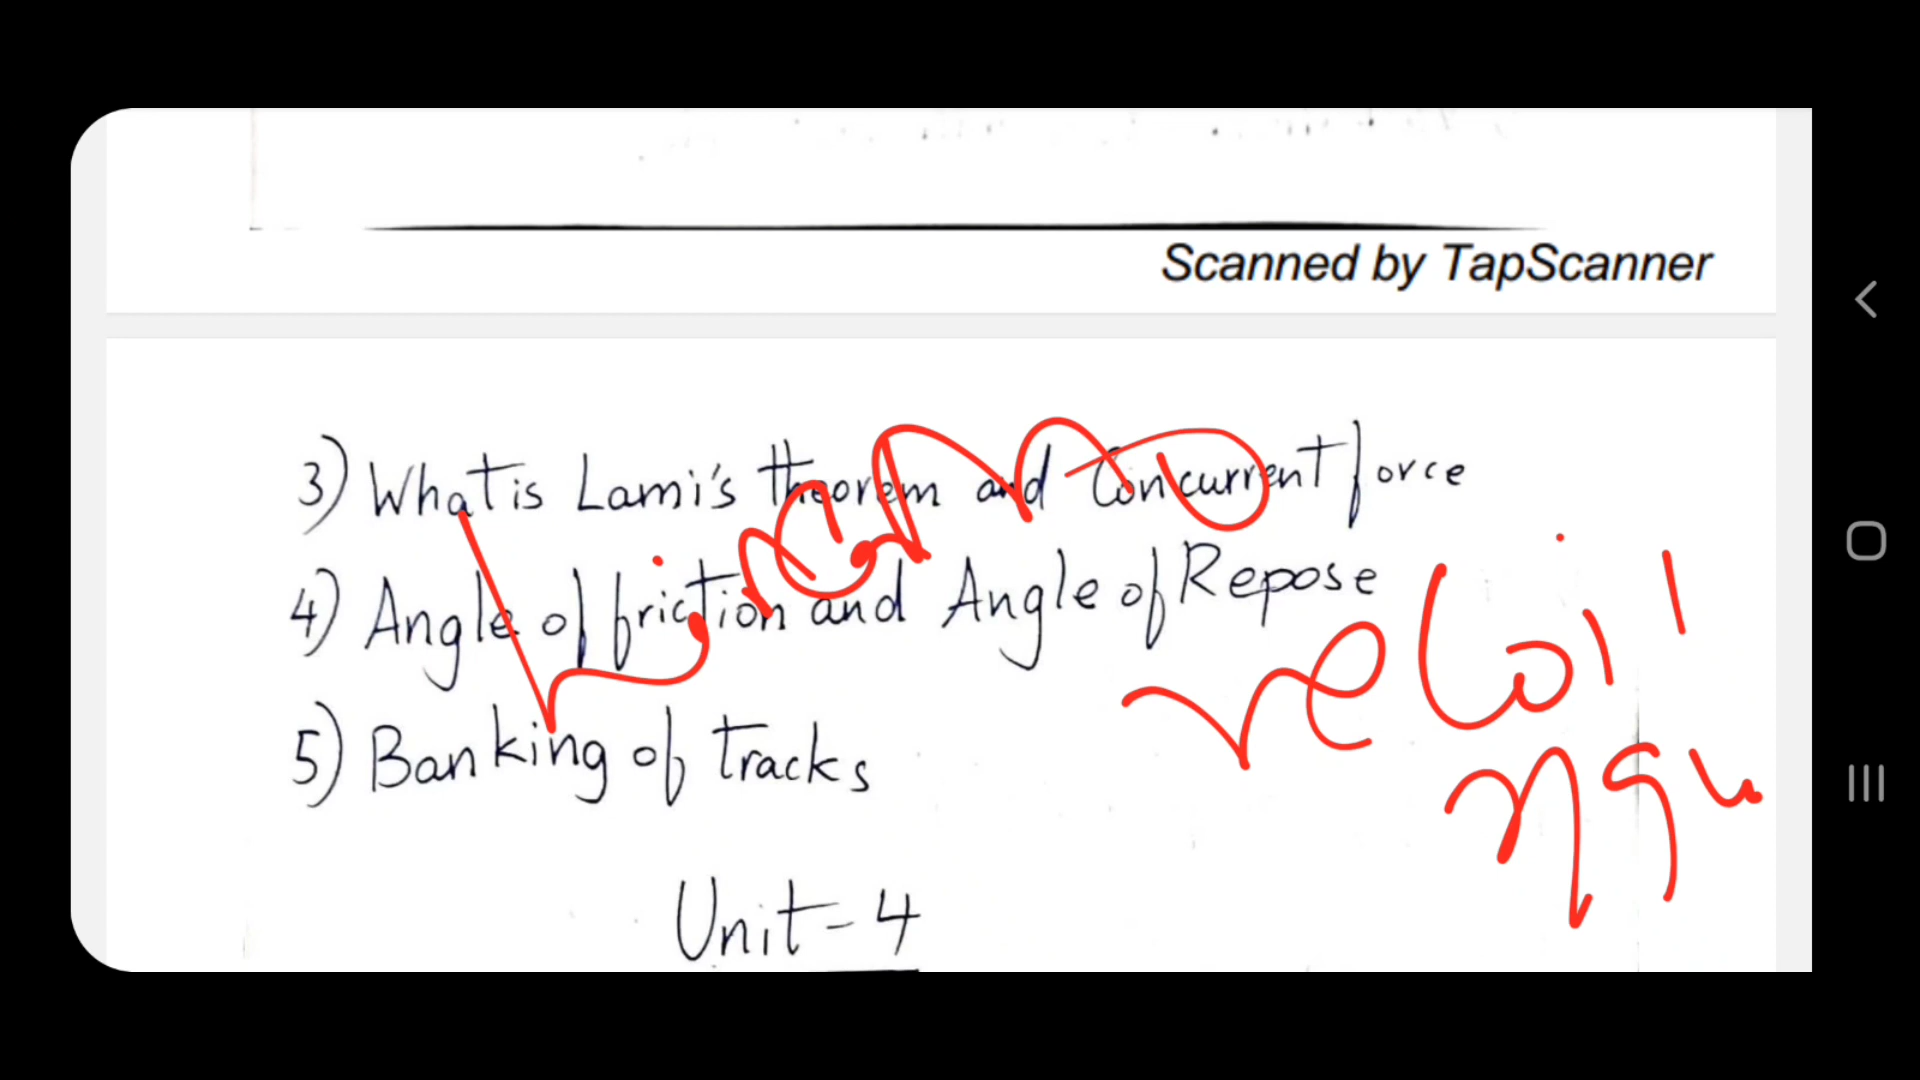 Scanned by TapScanner
3) What is Lami's theorem and Concurrent force
4) Angle of friction and Angle of Repose
5) Banking of Tracks
recoil
Unit - 4